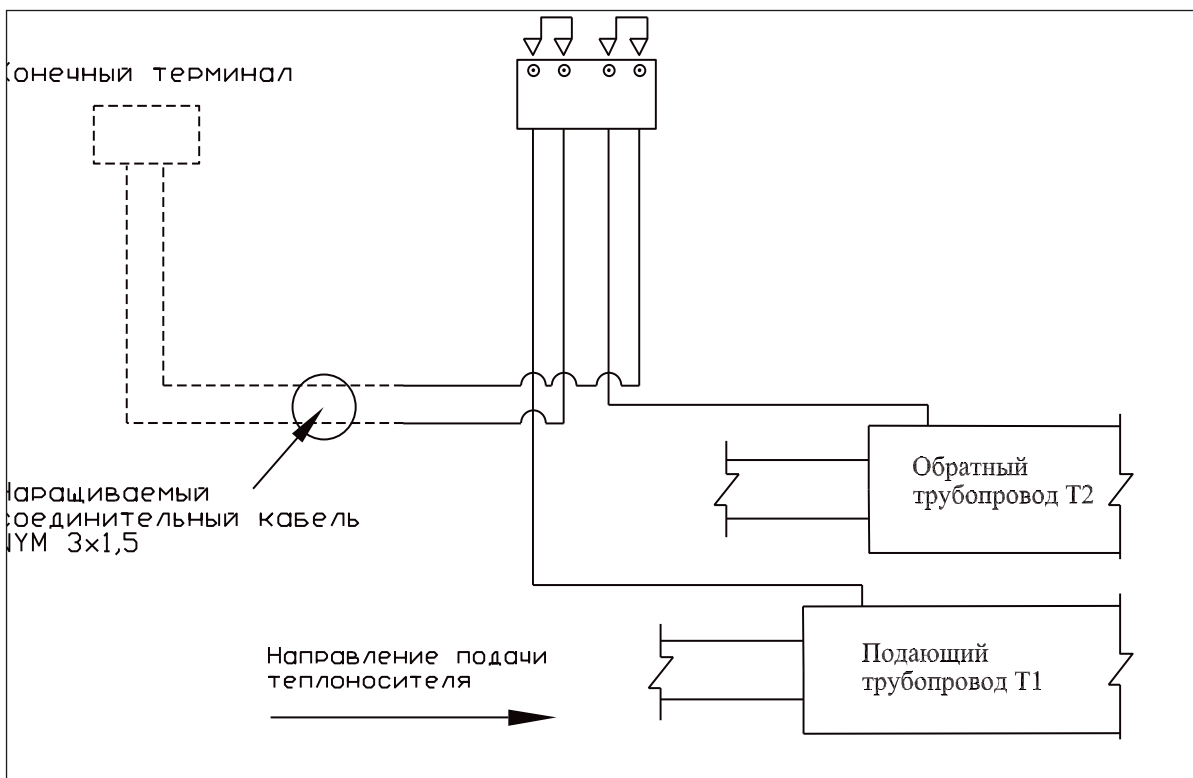 Конечный терминал
Наращиваемый
соединительный кабель
NYM 3x1,5
Обратный
трубопровод Т2
Направление подачи
теплоносителя
Подающий
трубопровод Т1